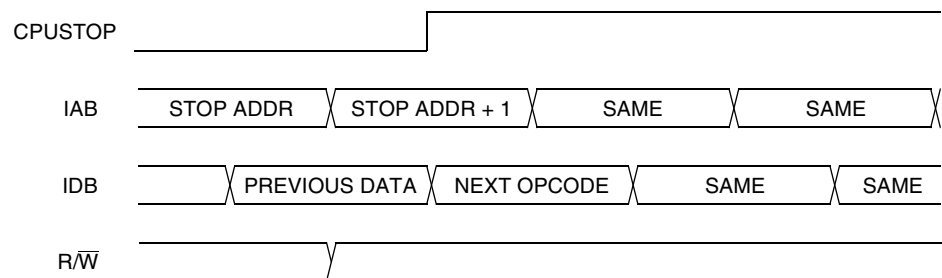 CPUSTOP
IAB STOP ADDR STOP ADDR + 1 SAME SAME
IDB PREVIOUS DATA NEXT OPCODE SAME SAME
R/W̅